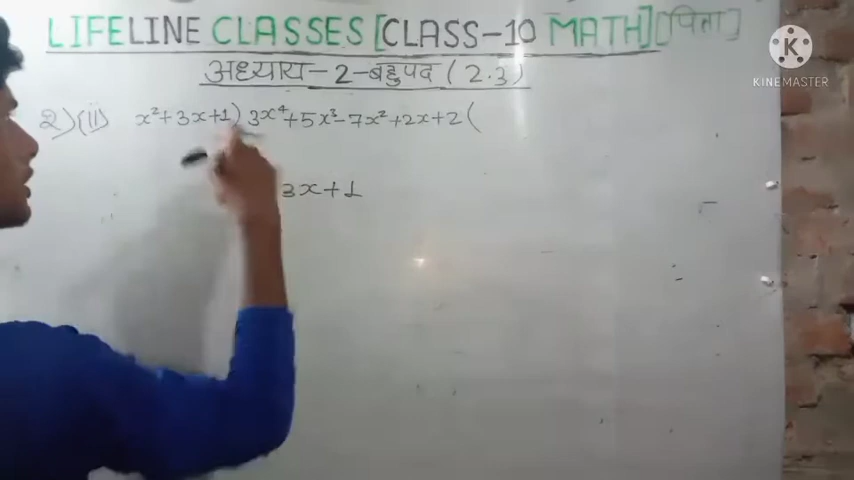 LIFELINE CLASSES [CLASS-10 MATH] [पिता]
अध्याय-2-बहुपद (2.3)
2)(ii) x²+3x+1) 3x⁴+5x³-7x²+2x+2(
3x+1
K
KINEMASTER